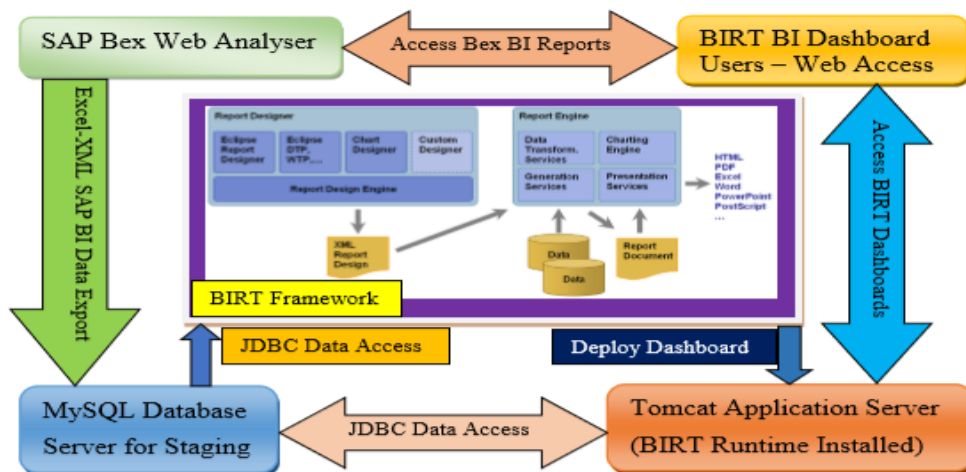 SAP Bex Web Analyser
Access Bex BI Reports
BIRT BI Dashboard
Users – Web Access
Excel-XML SAP BI Data Export
Report Designer
Eclipse
Report
Designer
Eclipse
DTP,
WTP,...
Chart
Designer
Custom
Designer
Report Design Engine
XML
Report
Design
Report Engine
Data
Transform.
Services
Charting
Engine
Generation
Services
Presentation
Services
Data
Data
Report
Document
HTML
PDF
Excel
Word
PowerPoint
PostScript
...
Access BIRT Dashboards
BIRT Framework
JDBC Data Access
Deploy Dashboard
MySQL Database
Server for Staging
JDBC Data Access
Tomcat Application Server
(BIRT Runtime Installed)